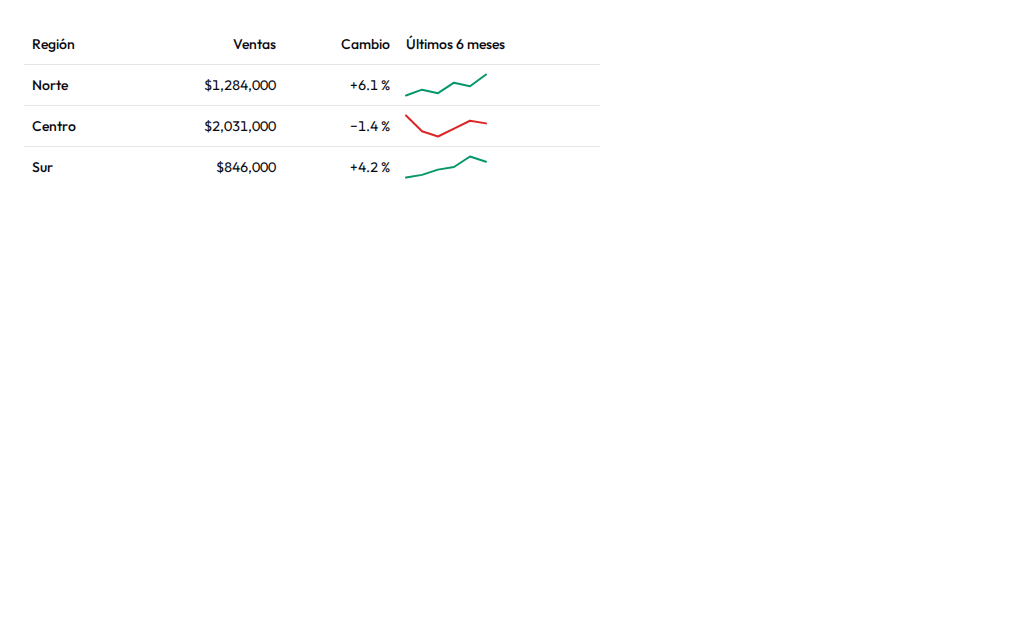 Región Ventas Cambio Últimos 6 meses
Norte $1,284,000 +6.1 %
Centro $2,031,000 −1.4 %
Sur $846,000 +4.2 %